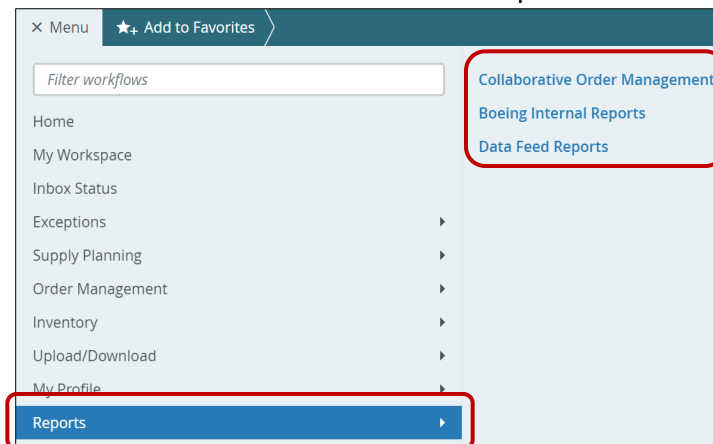 × Menu ★+ Add to Favorites
Filter workflows
Home
My Workspace
Inbox Status
Exceptions
Supply Planning
Order Management
Inventory
Upload/Download
My Profile
Reports
Collaborative Order Management
Boeing Internal Reports
Data Feed Reports